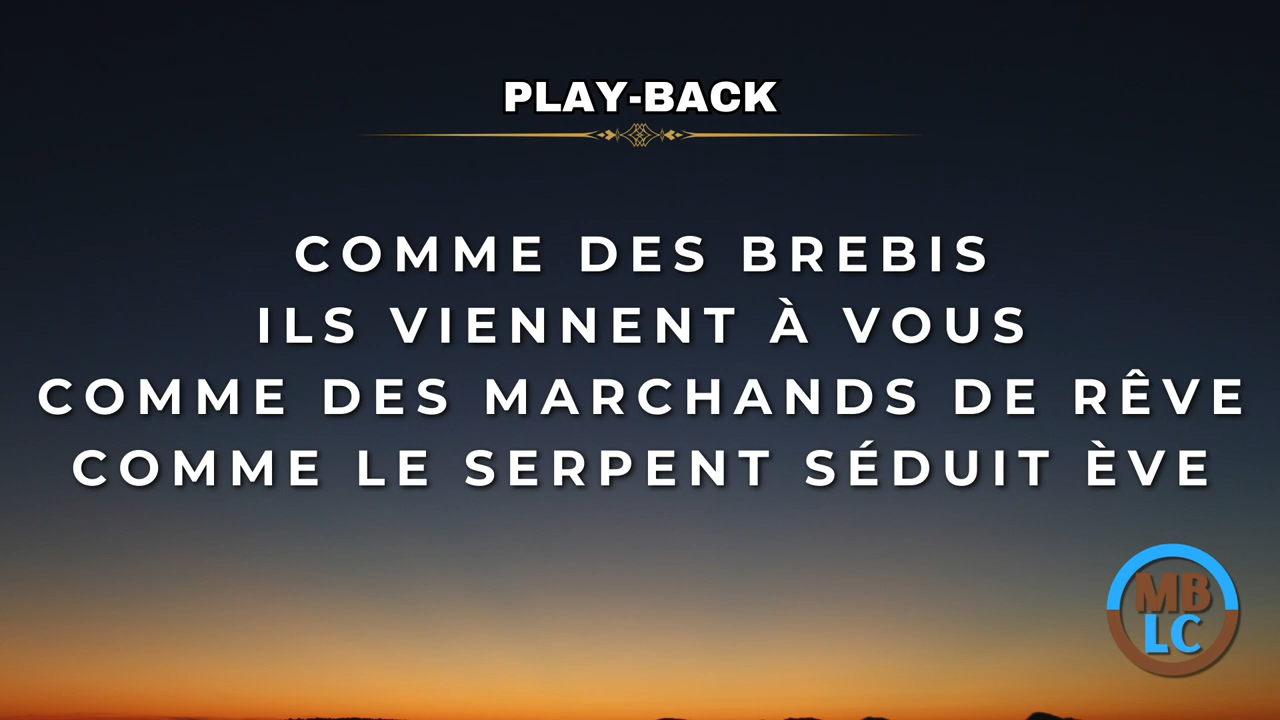 PLAY-BACK
COMME DES BREBIS
ILS VIENNENT À VOUS
COMME DES MARCHANDS DE RÊVE
COMME LE SERPENT SÉDUIT ÈVE
MB
LC